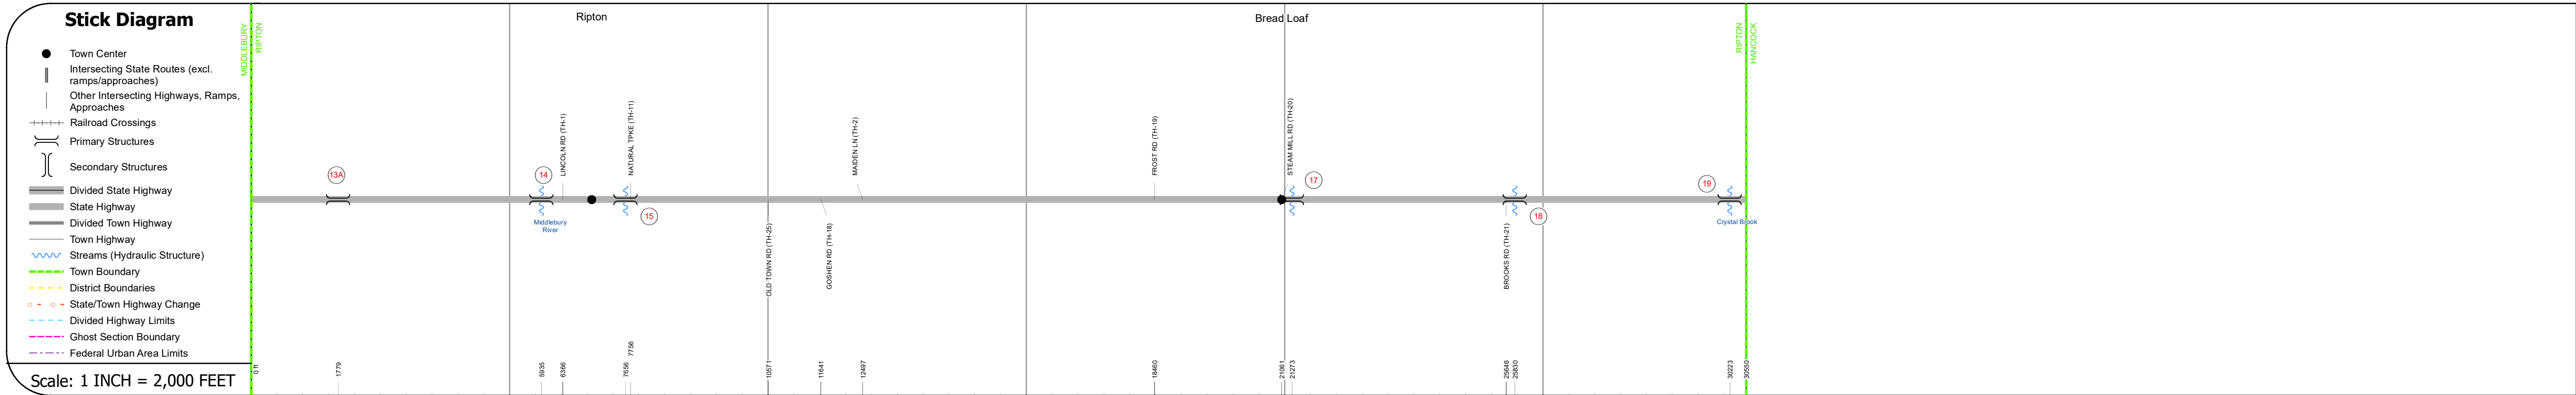 Stick Diagram
Town Center
Intersecting State Routes (excl.
ramps/approaches)
Other Intersecting Highways, Ramps,
Approaches
Railroad Crossings
Primary Structures
Secondary Structures
Divided State Highway
State Highway
Divided Town Highway
Town Highway
Streams (Hydraulic Structure)
Town Boundary
District Boundaries
State/Town Highway Change
Divided Highway Limits
Ghost Section Boundary
Federal Urban Area Limits
Scale: 1 INCH = 2,000 FEET
MIDDLEBURY
RIPTON
Ripton
Bread Loaf
RIPTON
HANCOCK
13A
14
LINCOLN RD (TH-1)
NATURAL TPKE (TH-11)
15
Middlebury
River
OLD TOWN RD (TH-25)
GOSHEN RD (TH-18)
MAIDEN LN (TH-2)
FROST RD (TH-19)
STEAM MILL RD (TH-20)
17
BROOKS RD (TH-21)
18
19
Crystal Brook
0 ft
1779
5935
6366
7656
7756
10571
11641
12497
18460
21061
21273
25646
25830
30223
30550